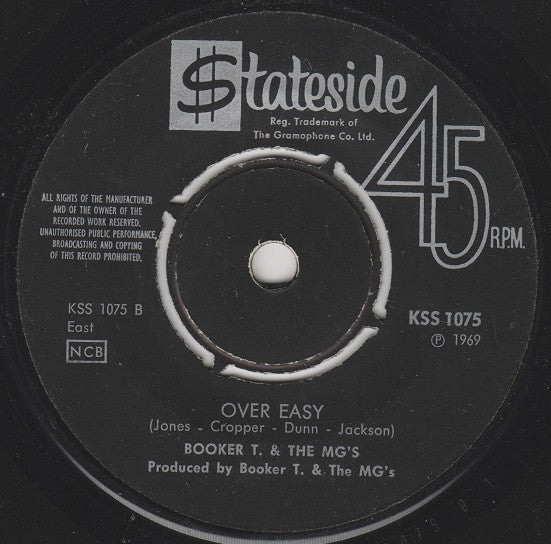 $tateside
Reg. Trademark of
The Gramophone Co. Ltd.
45
R.P.M.
ALL RIGHTS OF THE MANUFACTURER
AND OF THE OWNER OF THE
RECORDED WORK RESERVED.
UNAUTHORISED PUBLIC PERFORMANCE,
BROADCASTING AND COPYING
OF THIS RECORD PROHIBITED.
KSS 1075 B
East
NCB
KSS 1075
Ⓟ 1969
OVER EASY
(Jones - Cropper - Dunn - Jackson)
BOOKER T. & THE MG'S
Produced by Booker T. & The MG's